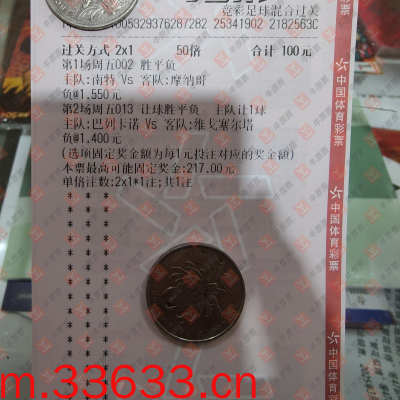 竞彩足球混合过关
25341902 2182563C
过关方式 2x1 50倍 合计 100元
第1场周五002 胜平负
主队:南特 Vs 客队:摩纳哥
负@1.550元
第2场周五013 让球胜平负 主队让1球
主队:巴列卡诺 Vs 客队:维戈塞尔塔
负@1.400元
(选项固定奖金额为每1元投注对应的奖金额)
本票最高可能固定奖金:217.00元
单倍注数:2x1*1注;共1注
中国体育彩票
中国体育彩票
中国体育彩票
m.33633.cn